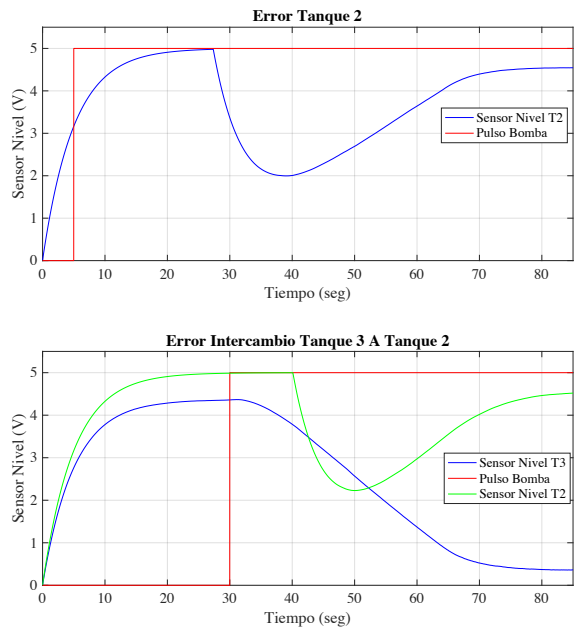 Error Tanque 2
5
4
3
2
1
0
Sensor Nivel (V)
Sensor Nivel T2
Pulso Bomba
0 10 20 30 40 50 60 70 80
Tiempo (seg)
Error Intercambio Tanque 3 A Tanque 2
5
4
3
2
1
0
Sensor Nivel (V)
Sensor Nivel T3
Pulso Bomba
Sensor Nivel T2
0 10 20 30 40 50 60 70 80
Tiempo (seg)